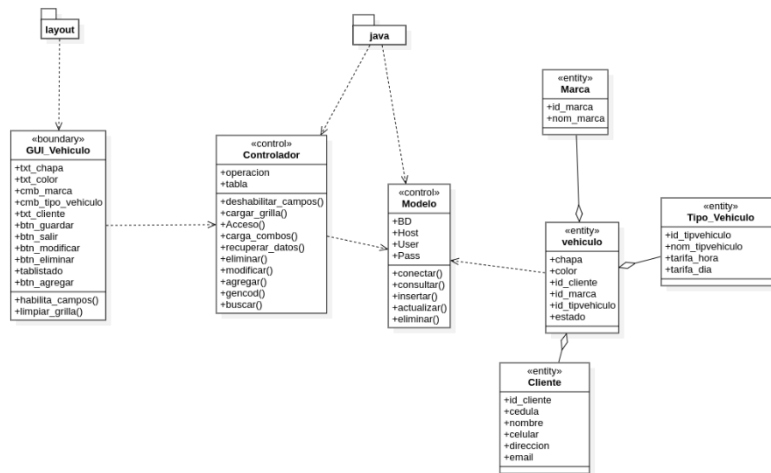 layout
java
«entity»
Marca
+id_marca
+nom_marca
«boundary»
GUI_Vehiculo
+txt_chapa
+txt_color
+cmb_marca
+cmb_tipo_vehiculo
+txt_cliente
+btn_guardar
+btn_salir
+btn_modificar
+btn_eliminar
+tablistado
+btn_agregar
+habilita_campos()
+limpiar_grilla()
«control»
Controlador
+operacion
+tabla
+deshabilitar_campos()
+cargar_grilla()
+Acceso()
+carga_combos()
+recuperar_datos()
+eliminar()
+modificar()
+agregar()
+gencod()
+buscar()
«control»
Modelo
+BD
+Host
+User
+Pass
+conectar()
+consultar()
+insertar()
+actualizar()
+eliminar()
«entity»
vehiculo
+chapa
+color
+id_cliente
+id_marca
+id_tipvehiculo
+estado
«entity»
Tipo_Vehiculo
+id_tipvehiculo
+nom_tipvehiculo
+tarifa_hora
+tarifa_dia
«entity»
Cliente
+id_cliente
+cedula
+nombre
+celular
+direccion
+email